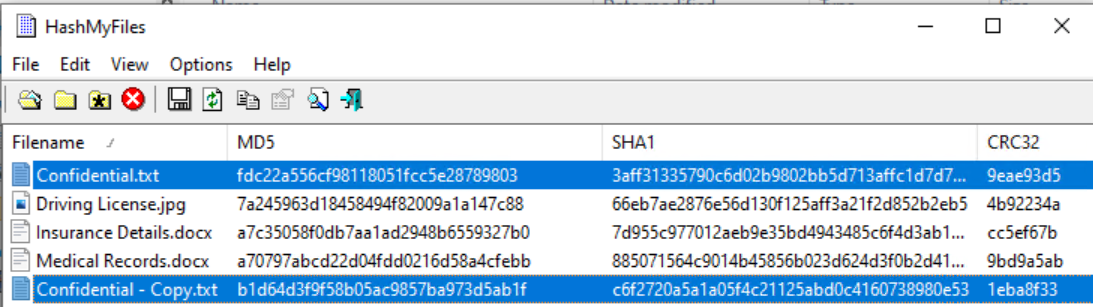 HashMyFiles
File Edit View Options Help
Filename MD5 SHA1 CRC32
Confidential.txt fdc22a556cf98118051fcc5e28789803 3aff31335790c6d02b9802bb5d713affc1d7d7... 9eae93d5
Driving License.jpg 7a245963d18458494f82009a1a147c88 66eb7ae2876e56d130f125aff3a21f2d852b2eb5 4b92234a
Insurance Details.docx a7c35058f0db7aa1ad2948b6559327b0 7d955c977012aeb9e35bd4943485c6f4d3ab1... cc5ef67b
Medical Records.docx a70797abcd22d04fdd0216d58a4cfebb 885071564c9014b45856b023d624d3f0b2d41... 9bd9a5ab
Confidential - Copy.txt b1d64d3f9f58b05ac9857ba973d5ab1f c6f2720a5a1a05f4c21125abd0c4160738980e53 1eba8f33